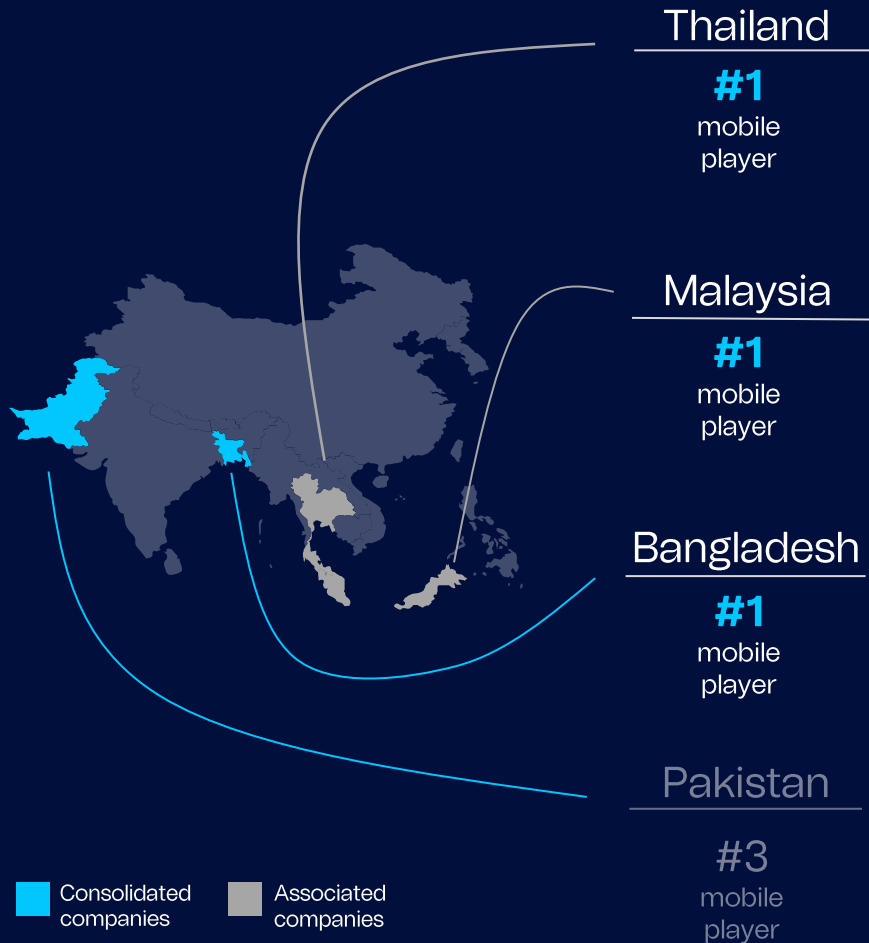 Thailand
#1
mobile
player
Malaysia
#1
mobile
player
Bangladesh
#1
mobile
player
Pakistan
#3
mobile
player
Consolidated
companies
Associated
companies